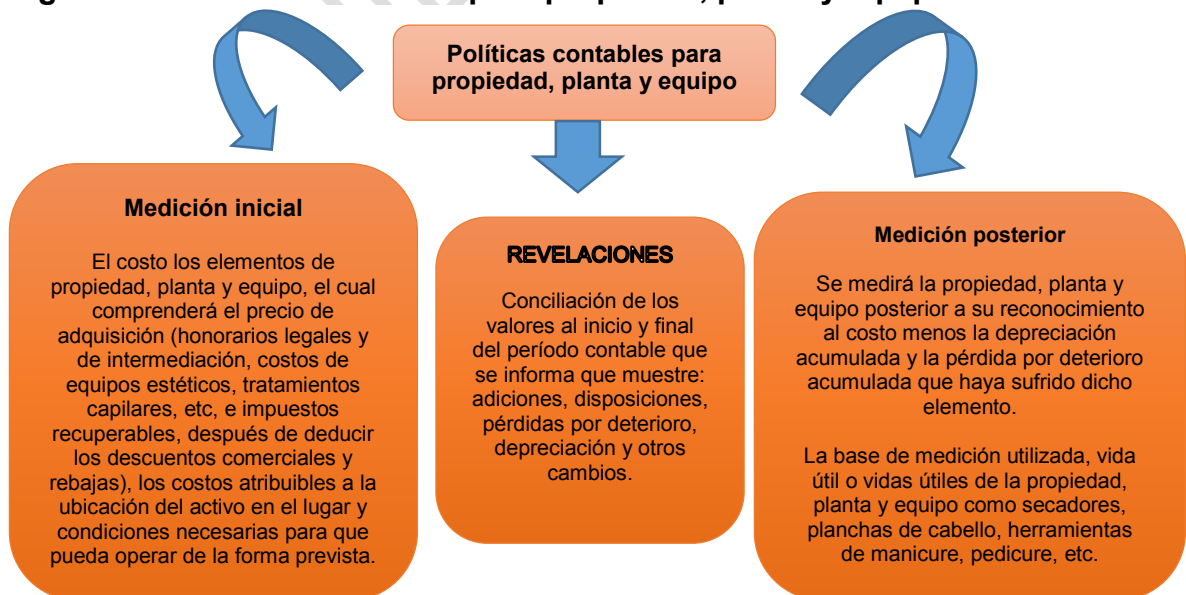 Políticas contables para
propiedad, planta y equipo
Medición inicial
El costo los elementos de
propiedad, planta y equipo, el cual
comprenderá el precio de
adquisición (honorarios legales y
de intermediación, costos de
equipos estéticos, tratamientos
capilares, etc, e impuestos
recuperables, después de deducir
los descuentos comerciales y
rebajas), los costos atribuibles a la
ubicación del activo en el lugar y
condiciones necesarias para que
pueda operar de la forma prevista.
REVELACIONES
Conciliación de los
valores al inicio y final
del período contable que
se informa que muestre:
adiciones, disposiciones,
pérdidas por deterioro,
depreciación y otros
cambios.
Medición posterior
Se medirá la propiedad, planta y
equipo posterior a su reconocimiento
al costo menos la depreciación
acumulada y la pérdida por deterioro
acumulada que haya sufrido dicho
elemento.
La base de medición utilizada, vida
útil o vidas útiles de la propiedad,
planta y equipo como secadores,
planchas de cabello, herramientas
de manicure, pedicure, etc.